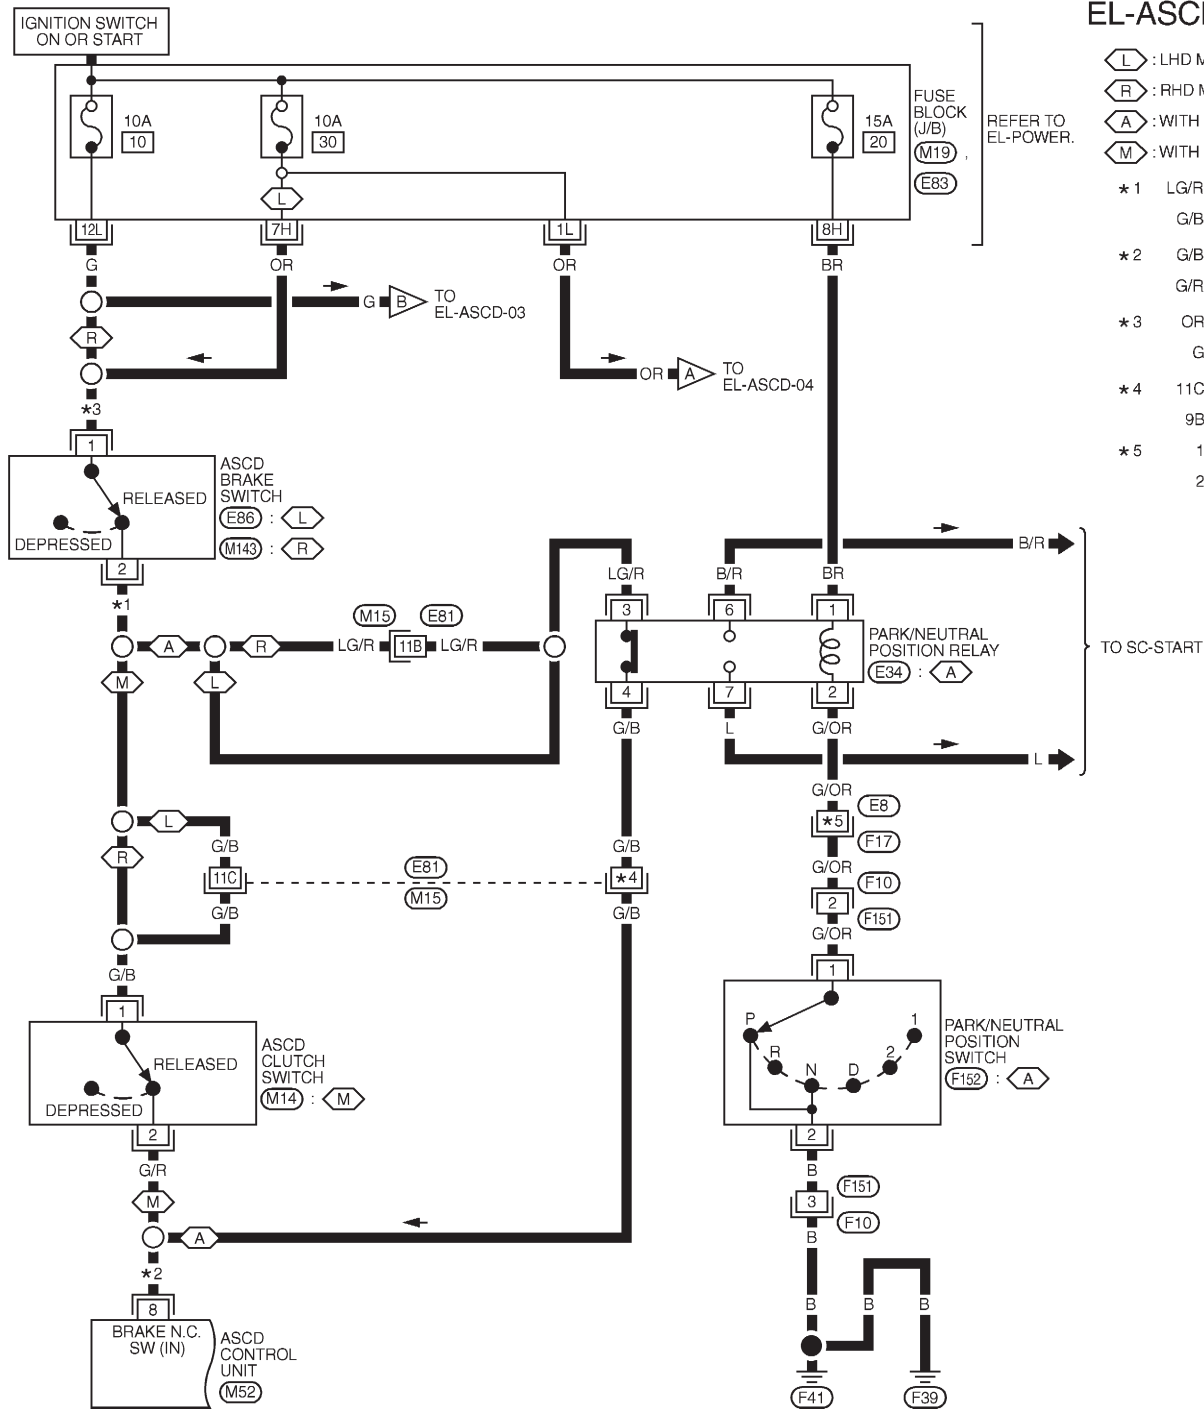 EL-ASCD
IGNITION SWITCH
ON OR START
L : LHD M
R : RHD M
A : WITH
M : WITH
*1 LG/R
G/B
*2 G/B
G/R
*3 OR
G
*4 11C
9B
*5 1
2
10A
10
10A
30
15A
20
FUSE
BLOCK
(J/B)
M19 ,
E83
REFER TO
EL-POWER.
L
12L
7H
1L
8H
G
OR
OR
BR
G B TO
EL-ASCD-03
R
OR A TO
EL-ASCD-04
*3
1
RELEASED
DEPRESSED
ASCD
BRAKE
SWITCH
E86 : L
M143 : R
2
*1
A
R
M15
E81
LG/R 11B LG/R
M
L
LG/R
B/R
BR
B/R
3
6
1
PARK/NEUTRAL
POSITION RELAY
E34 : A
4
7
2
G/B
L
G/OR
L
TO SC-START
G/OR
*5
E8
F17
G/OR
2
F10
F151
G/OR
L
R
G/B
11C
G/B
E81
M15
G/B
*4
G/B
G/B
1
RELEASED
DEPRESSED
ASCD
CLUTCH
SWITCH
M14 : M
2
G/R
M
A
*2
8
BRAKE N.C.
SW (IN)
ASCD
CONTROL
UNIT
M52
1
P
R
N
D
2
1
PARK/NEUTRAL
POSITION
SWITCH
F152 : A
2
B
3
F151
F10
B
B
B
B
F41
F39